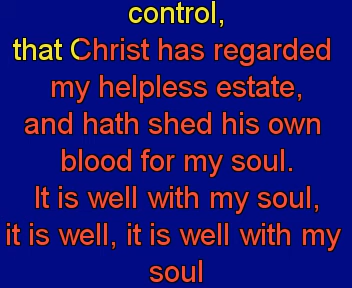 control,
that Christ has regarded
my helpless estate,
and hath shed his own
blood for my soul.
It is well with my soul,
it is well, it is well with my
soul